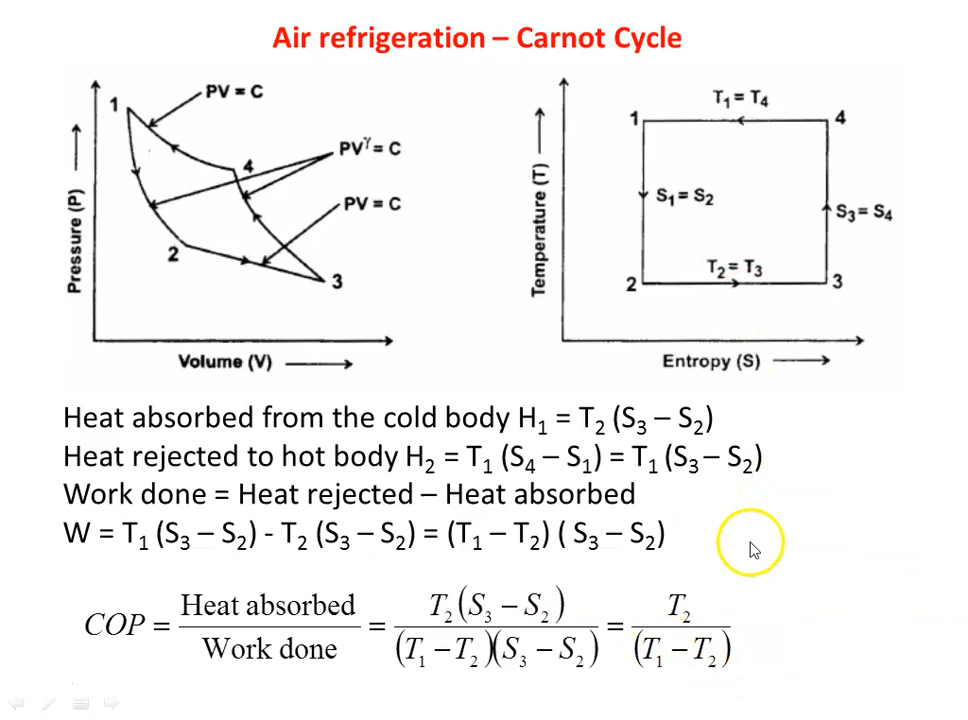 Air refrigeration – Carnot Cycle
1
PV = C
PVᵞ = C
4
PV = C
2
3
Pressure (P)
Volume (V)
T₁ = T₄
1
4
S₁ = S₂
S₃ = S₄
T₂ = T₃
2
3
Temperature (T)
Entropy (S)
Heat absorbed from the cold body H₁ = T₂ (S₃ – S₂)
Heat rejected to hot body H₂ = T₁ (S₄ – S₁) = T₁ (S₃ – S₂)
Work done = Heat rejected – Heat absorbed
W = T₁ (S₃ – S₂) - T₂ (S₃ – S₂) = (T₁ – T₂) ( S₃ – S₂)
COP = Heat absorbed / Work done = T₂(S₃ − S₂) / (T₁ − T₂)(S₃ − S₂) = T₂ / (T₁ − T₂)